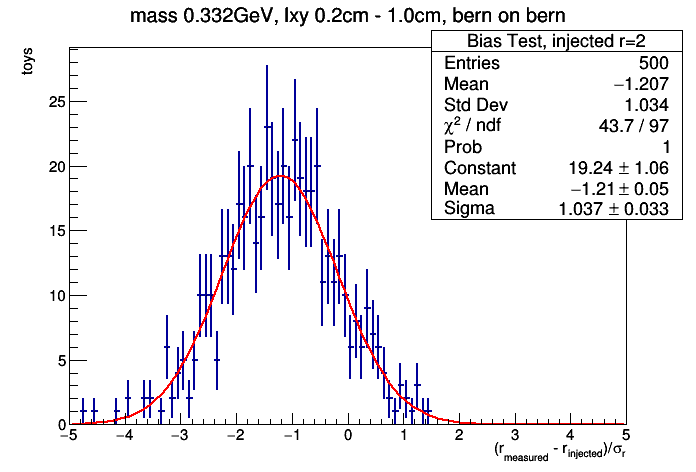 mass 0.332GeV, lxy 0.2cm - 1.0cm, bern on bern
toys
Bias Test, injected r=2
Entries 500
Mean −1.207
Std Dev 1.034
χ² / ndf 43.7 / 97
Prob 1
Constant 19.24 ± 1.06
Mean −1.21 ± 0.05
Sigma 1.037 ± 0.033
25
20
15
10
5
0
−5 −4 −3 −2 −1 0 1 2 3 4 5
(r_measured - r_injected)/σ_r